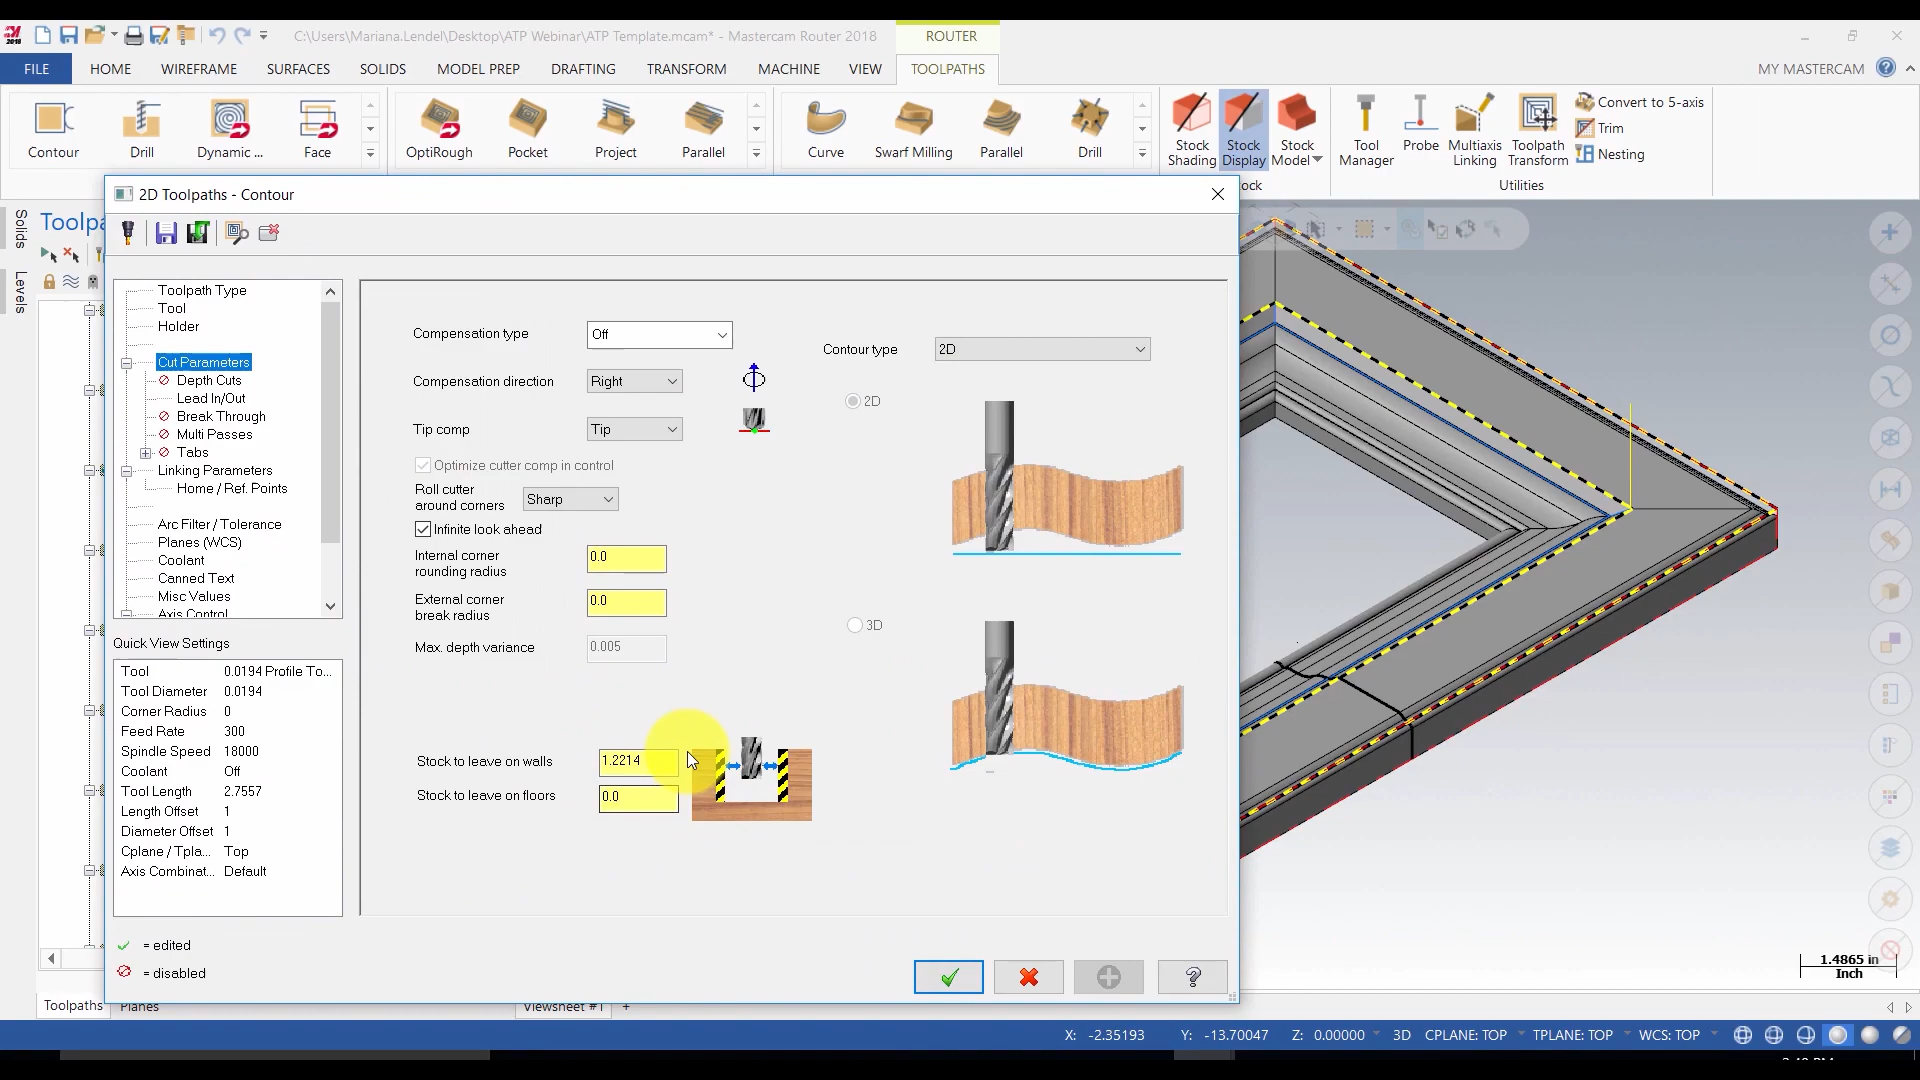 C:\Users\Mariana.Lendel\Desktop\ATP Webinar\ATP Template.mcam* - Mastercam Router 2018
ROUTER
FILE
HOME
WIREFRAME
SURFACES
SOLIDS
MODEL PREP
DRAFTING
TRANSFORM
MACHINE
VIEW
TOOLPATHS
MY MASTERCAM
Contour
Drill
Dynamic ...
Face
OptiRough
Pocket
Project
Parallel
Curve
Swarf Milling
Parallel
Drill
Stock Shading
Stock Display
Stock Model
Tool Manager
Probe
Multiaxis Linking
Toolpath Transform
Convert to 5-axis
Trim
Nesting
ock
Utilities
Solids
Levels
Toolpa
2D Toolpaths - Contour
Toolpath Type
Tool
Holder
Cut Parameters
Depth Cuts
Lead In/Out
Break Through
Multi Passes
Tabs
Linking Parameters
Home / Ref. Points
Arc Filter / Tolerance
Planes (WCS)
Coolant
Canned Text
Misc Values
Axis Control
Quick View Settings
Tool 0.0194 Profile To...
Tool Diameter 0.0194
Corner Radius 0
Feed Rate 300
Spindle Speed 18000
Coolant Off
Tool Length 2.7557
Length Offset 1
Diameter Offset 1
Cplane / Tpla... Top
Axis Combinat... Default
= edited
= disabled
Compensation type Off
Compensation direction Right
Tip comp Tip
Optimize cutter comp in control
Roll cutter around corners Sharp
Infinite look ahead
Internal corner rounding radius 0.0
External corner break radius 0.0
Max. depth variance 0.005
Stock to leave on walls 1.2214
Stock to leave on floors 0.0
Contour type 2D
2D
3D
1.4865 in
Inch
Toolpaths
Planes
Viewsheet #1
+
X: -2.35193 Y: -13.70047 Z: 0.00000 3D CPLANE: TOP TPLANE: TOP WCS: TOP